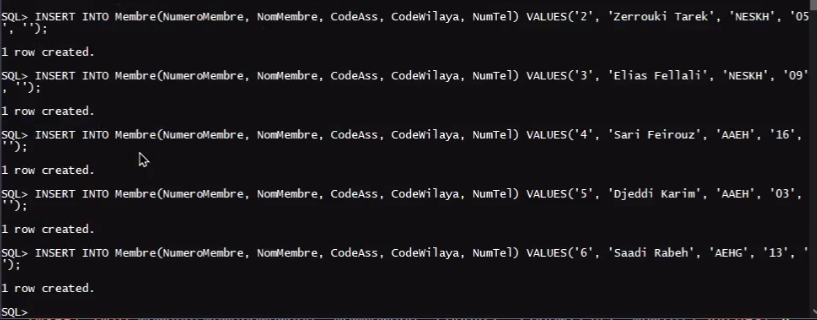 SQL> INSERT INTO Membre(NumeroMembre, NomMembre, CodeAss, CodeWilaya, NumTel) VALUES('2', 'Zerrouki Tarek', 'NESKH', '05
', '');
1 row created.
SQL> INSERT INTO Membre(NumeroMembre, NomMembre, CodeAss, CodeWilaya, NumTel) VALUES('3', 'Elias Fellali', 'NESKH', '09'
, '');
1 row created.
SQL> INSERT INTO Membre(NumeroMembre, NomMembre, CodeAss, CodeWilaya, NumTel) VALUES('4', 'Sari Feirouz', 'AAEH', '16',
'');
1 row created.
SQL> INSERT INTO Membre(NumeroMembre, NomMembre, CodeAss, CodeWilaya, NumTel) VALUES('5', 'Djeddi Karim', 'AAEH', '03',
'');
1 row created.
SQL> INSERT INTO Membre(NumeroMembre, NomMembre, CodeAss, CodeWilaya, NumTel) VALUES('6', 'Saadi Rabeh', 'AEHG', '13', '
');
1 row created.
SQL>